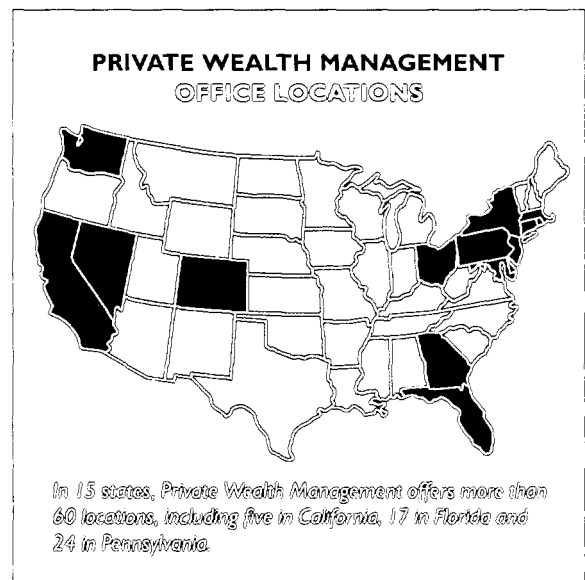 PRIVATE WEALTH MANAGEMENT
OFFICE LOCATIONS
In 15 states, Private Wealth Management offers more than
60 locations, including five in California, 17 in Florida and
24 in Pennsylvania.